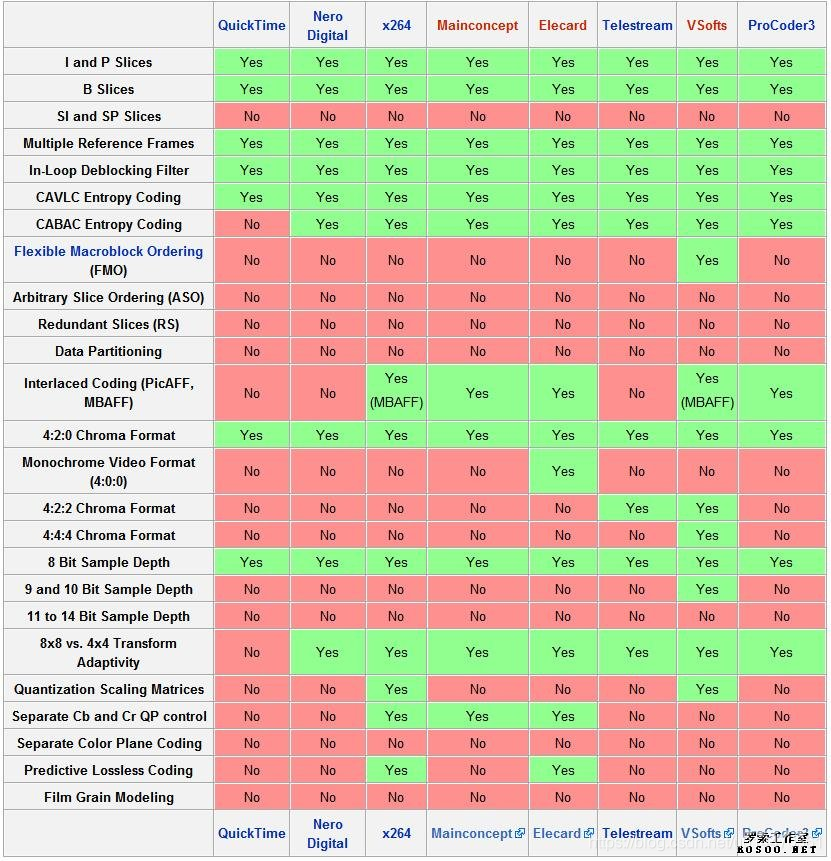 QuickTime Nero Digital x264 Mainconcept Elecard Telestream VSofts ProCoder3
I and P Slices Yes Yes Yes Yes Yes Yes Yes Yes
B Slices Yes Yes Yes Yes Yes Yes Yes Yes
SI and SP Slices No No No No No No No No
Multiple Reference Frames Yes Yes Yes Yes Yes Yes Yes Yes
In-Loop Deblocking Filter Yes Yes Yes Yes Yes Yes Yes Yes
CAVLC Entropy Coding Yes Yes Yes Yes Yes Yes Yes Yes
CABAC Entropy Coding No Yes Yes Yes Yes Yes Yes Yes
Flexible Macroblock Ordering (FMO) No No No No No No Yes No
Arbitrary Slice Ordering (ASO) No No No No No No No No
Redundant Slices (RS) No No No No No No No No
Data Partitioning No No No No No No No No
Interlaced Coding (PicAFF, MBAFF) No No Yes (MBAFF) Yes Yes No Yes (MBAFF) Yes
4:2:0 Chroma Format Yes Yes Yes Yes Yes Yes Yes Yes
Monochrome Video Format (4:0:0) No No No No Yes No No No
4:2:2 Chroma Format No No No No No Yes Yes No
4:4:4 Chroma Format No No No No No No Yes No
8 Bit Sample Depth Yes Yes Yes Yes Yes Yes Yes Yes
9 and 10 Bit Sample Depth No No No No No No Yes No
11 to 14 Bit Sample Depth No No No No No No No No
8x8 vs. 4x4 Transform Adaptivity No Yes Yes Yes Yes Yes Yes Yes
Quantization Scaling Matrices No No Yes No No No Yes No
Separate Cb and Cr QP control No No Yes Yes Yes No No No
Separate Color Plane Coding No No No No No No No No
Predictive Lossless Coding No No Yes No Yes No No No
Film Grain Modeling No No No No No No No No
QuickTime Nero Digital x264 Mainconcept Elecard Telestream VSofts ProCoder3
ROSOO.NET